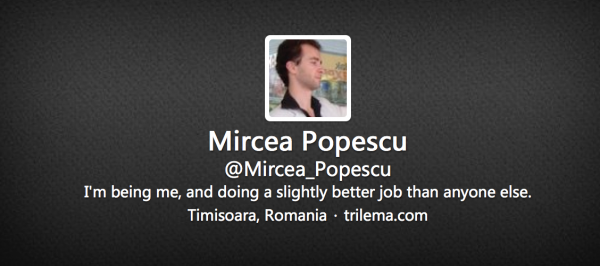 Mircea Popescu
@Mircea_Popescu
I'm being me, and doing a slightly better job than anyone else.
Timisoara, Romania · trilema.com